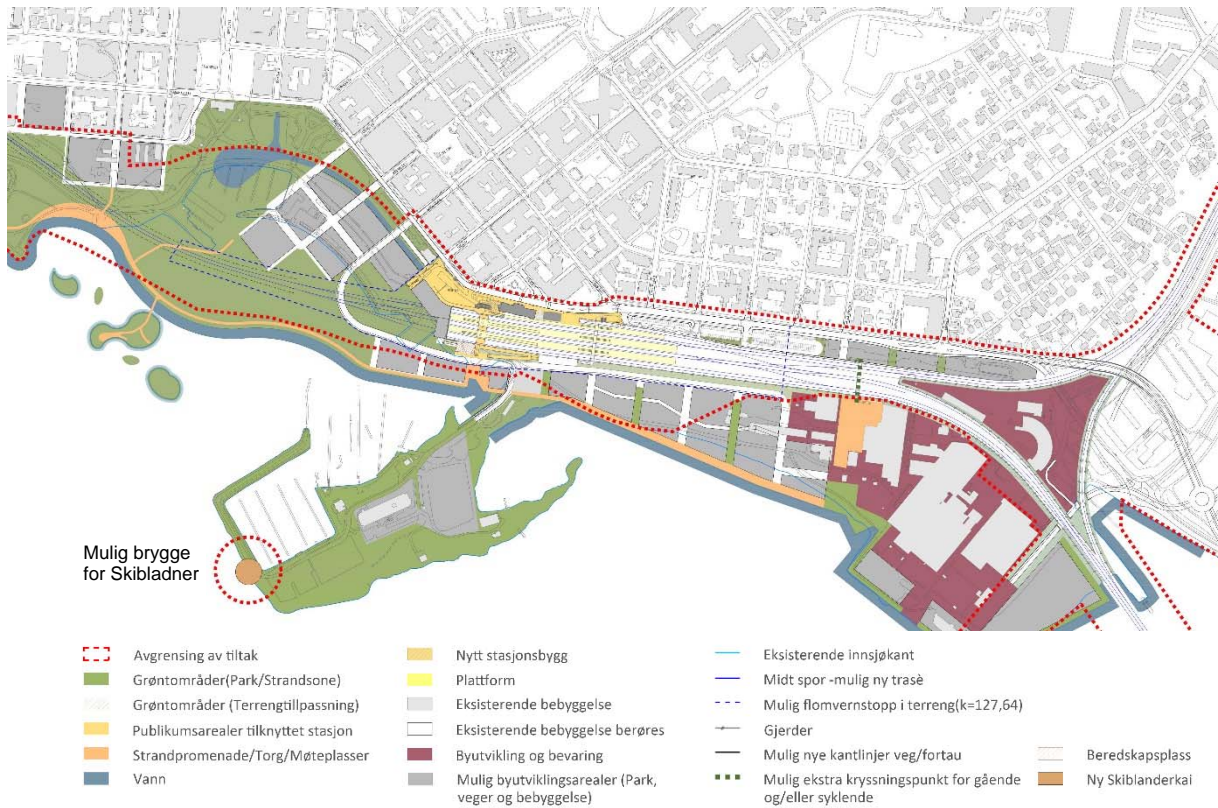 Mulig brygge
for Skibladner
Avgrensing av tiltak
Grøntområder(Park/Strandsone)
Grøntområder (Terrengtillpassning)
Publikumsarealer tilknyttet stasjon
Strandpromenade/Torg/Møteplasser
Vann
Nytt stasjonsbygg
Plattform
Eksisterende bebyggelse
Eksisterende bebyggelse berøres
Byutvikling og bevaring
Mulig byutviklingsarealer (Park,
veger og bebyggelse)
Eksisterende innsjøkant
Midt spor -mulig ny trasè
Mulig flomvernstopp i terreng(k=127,64)
Gjerder
Mulig nye kantlinjer veg/fortau
Mulig ekstra kryssningspunkt for gående
og/eller syklende
Beredskapsplass
Ny Skiblanderkai